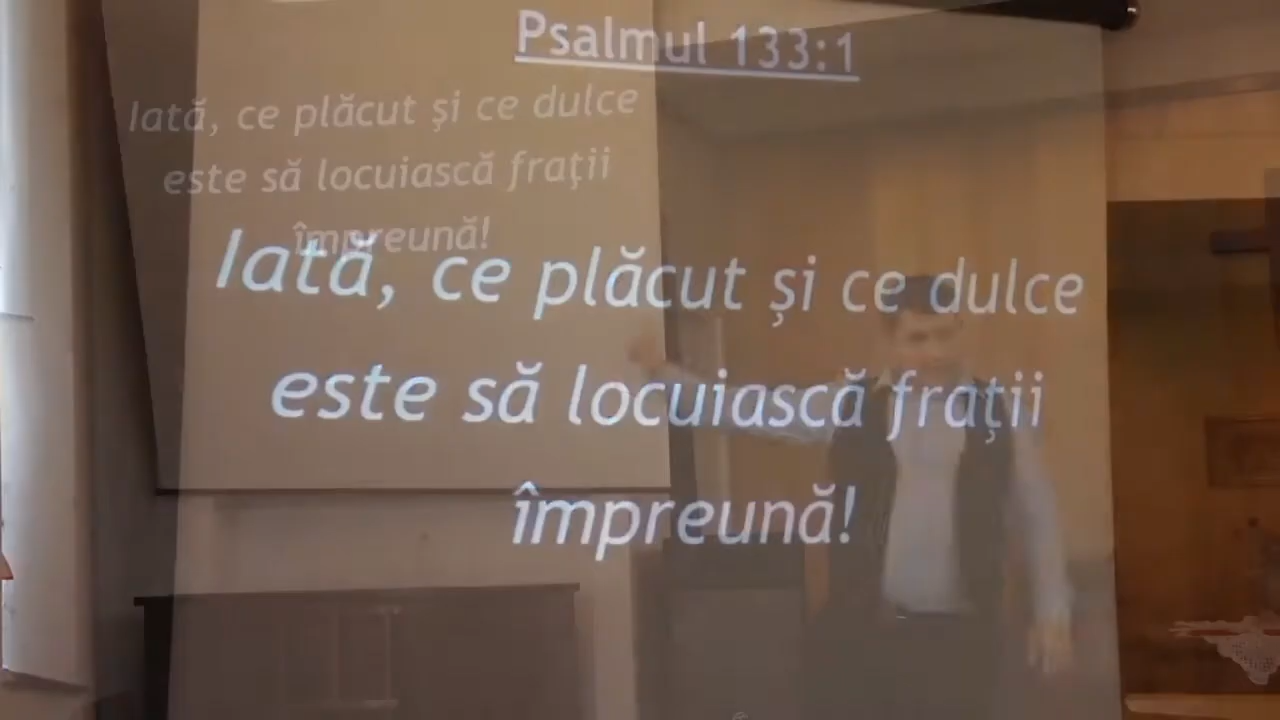 Psalmul 133:1
Iată, ce plăcut şi ce dulce
este să locuiască fraţii
împreună!
Iată, ce plăcut și ce dulce
este să locuiască frații
împreună!